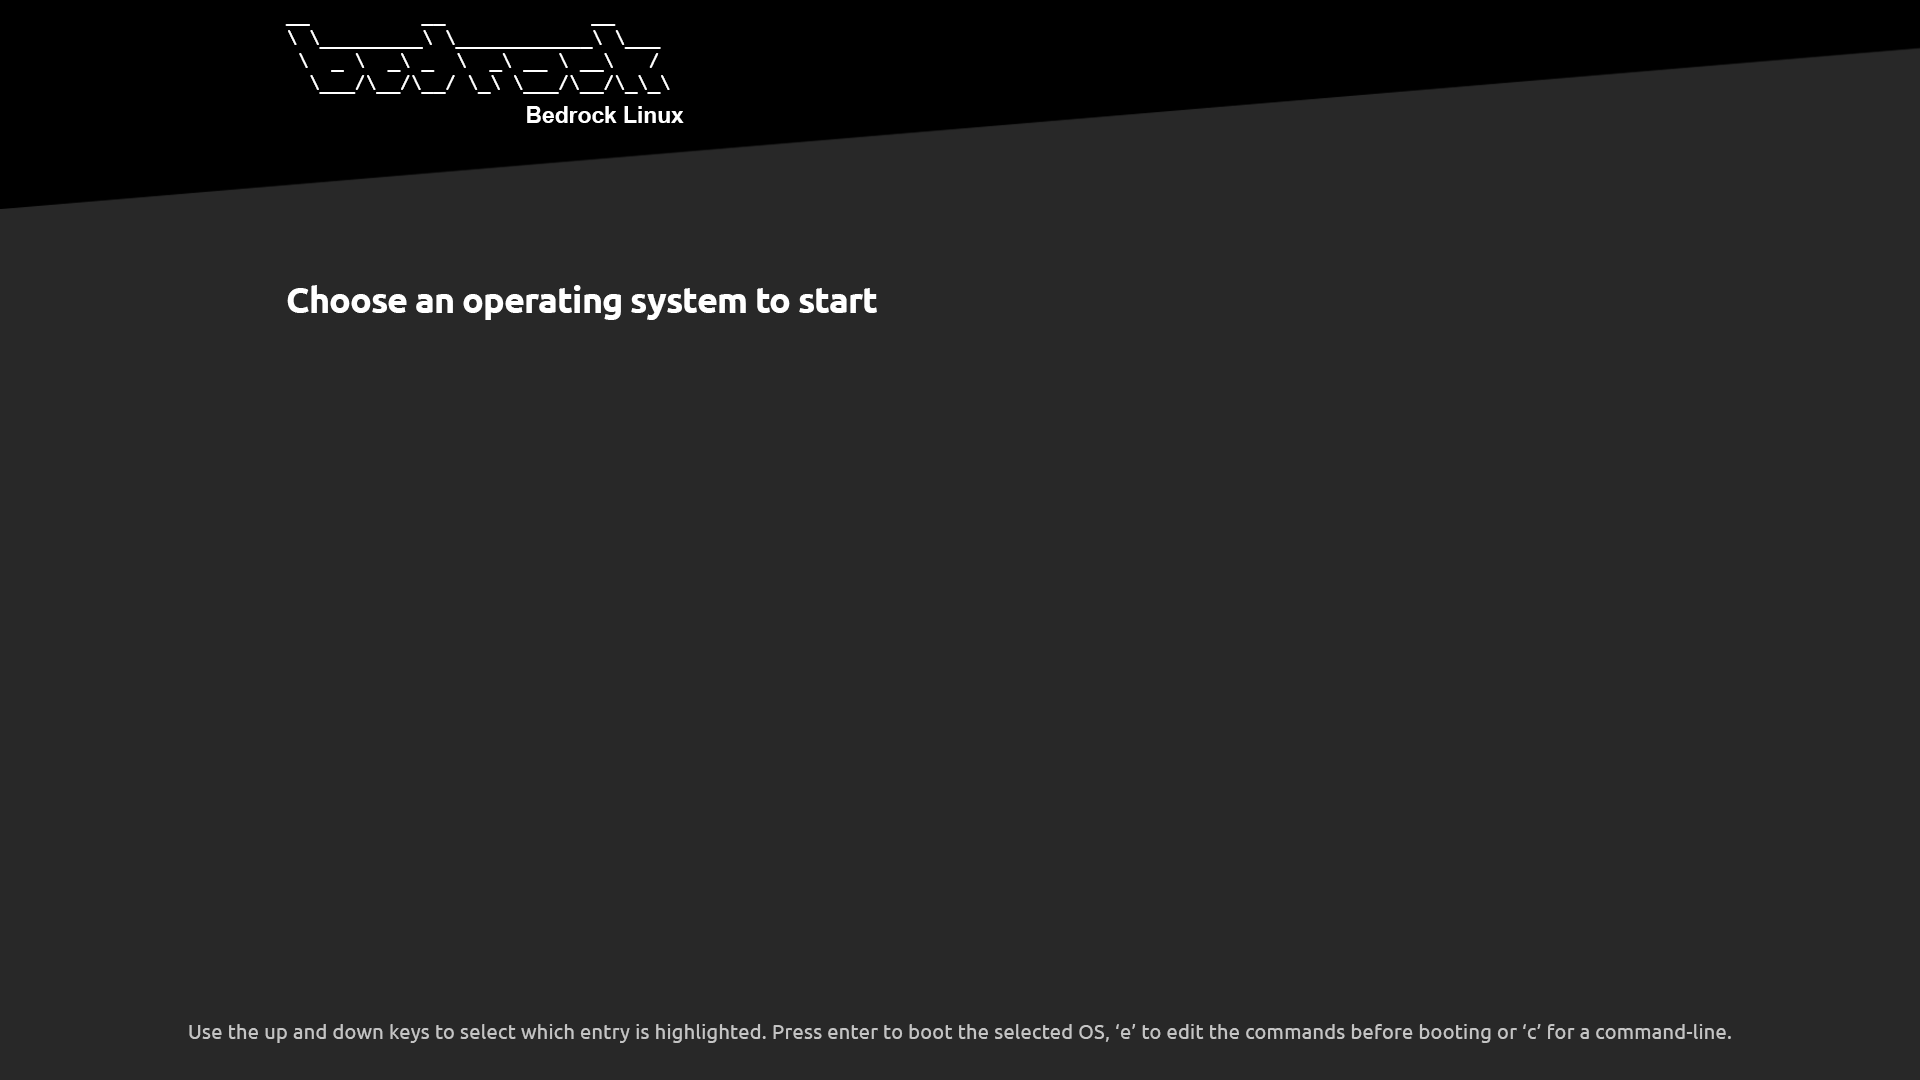 bedrock
Bedrock Linux
Choose an operating system to start
Use the up and down keys to select which entry is highlighted. Press enter to boot the selected OS, ‘e’ to edit the commands before booting or ‘c’ for a command-line.